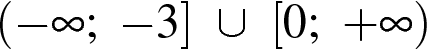 (−∞; −3] ∪ [0; +∞)